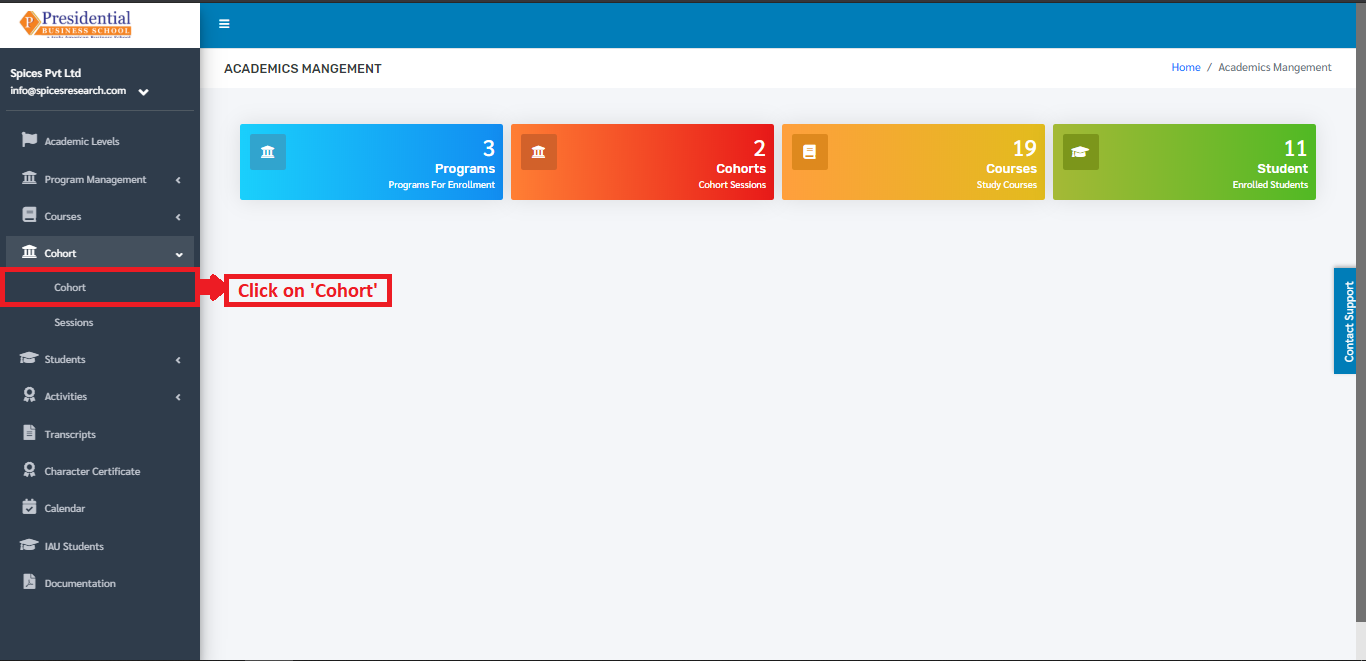 Presidential
BUSINESS SCHOOL
ACADEMICS MANGEMENT
Home / Academics Mangement
Spices Pvt Ltd
info@spicesresearch.com
Academic Levels
Program Management
Courses
Cohort
Cohort
Sessions
Students
Activities
Transcripts
Character Certificate
Calendar
IAU Students
Documentation
3
Programs
Programs For Enrollment
2
Cohorts
Cohort Sessions
19
Courses
Study Courses
11
Student
Enrolled Students
Click on 'Cohort'
Contact Support